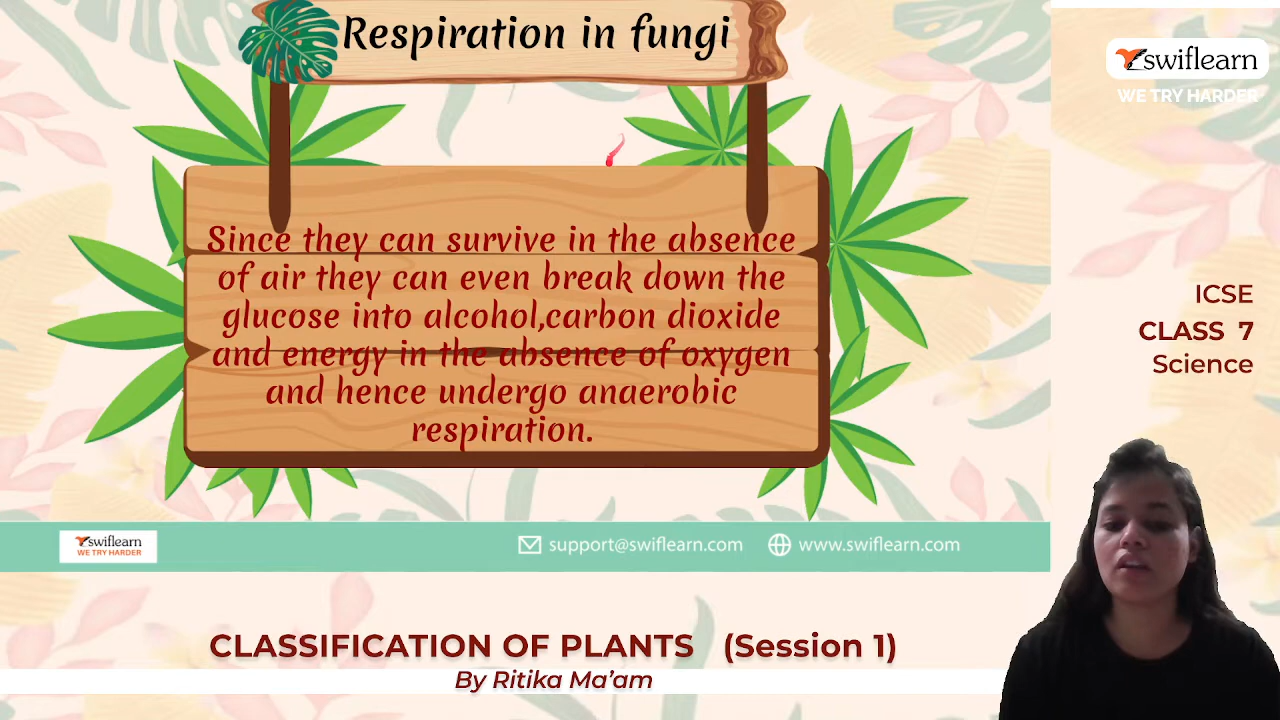 Respiration in fungi
swiflearn
WE TRY HARDER
Since they can survive in the absence
of air they can even break down the
glucose into alcohol,carbon dioxide
and energy in the absence of oxygen
and hence undergo anaerobic
respiration.
ICSE
CLASS 7
Science
swiflearn
WE TRY HARDER
support@swiflearn.com
www.swiflearn.com
CLASSIFICATION OF PLANTS (Session 1)
By Ritika Ma'am